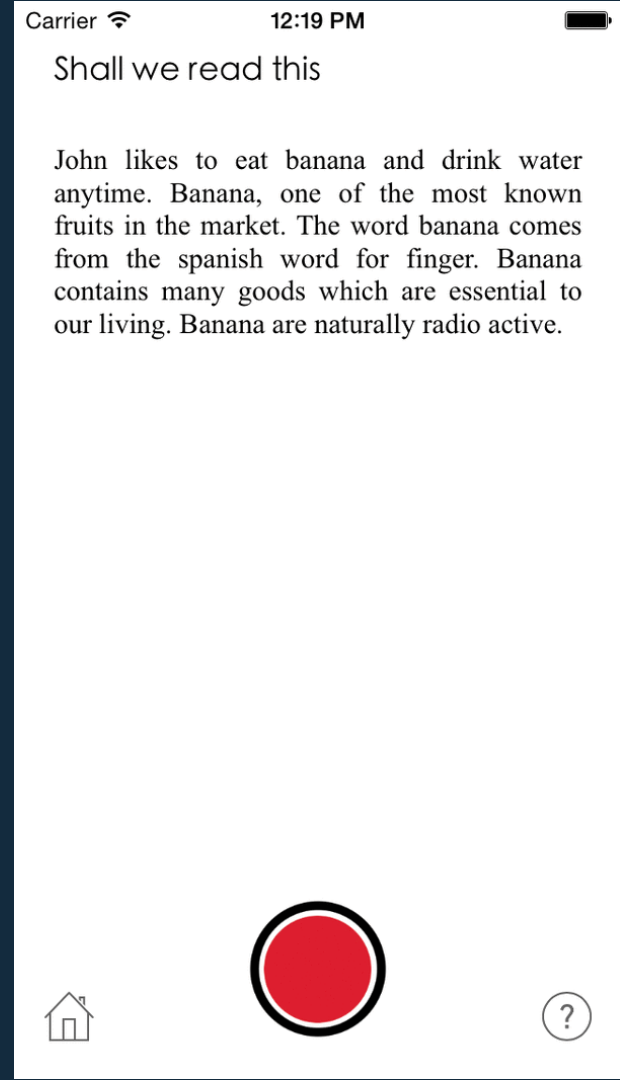 Carrier 12:19 PM
Shall we read this
John likes to eat banana and drink water
anytime. Banana, one of the most known
fruits in the market. The word banana comes
from the spanish word for finger. Banana
contains many goods which are essential to
our living. Banana are naturally radio active.
?